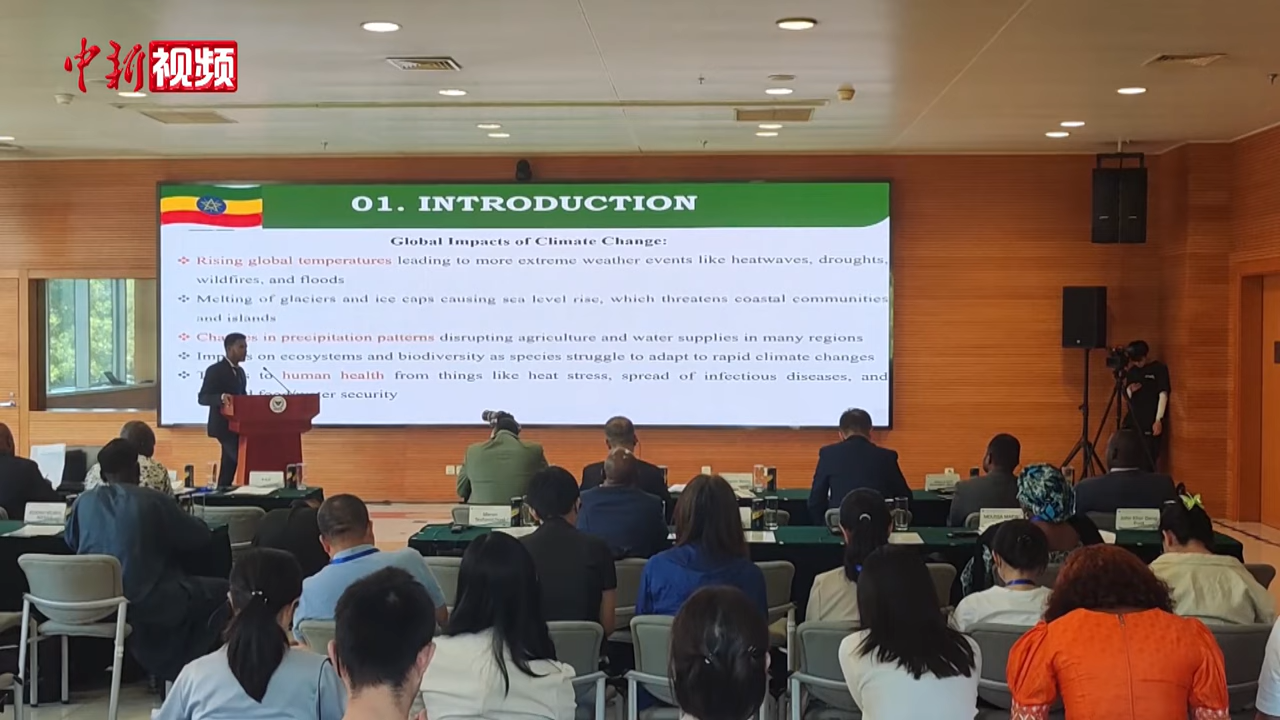 中新视频
01. INTRODUCTION
Global Impacts of Climate Change:
❖ Rising global temperatures leading to more extreme weather events like heatwaves, droughts,
wildfires, and floods
❖ Melting of glaciers and ice caps causing sea level rise, which threatens coastal communities
and islands
❖ in precipitation patterns disrupting agriculture and water supplies in many regions
❖ on ecosystems and biodiversity as species struggle to adapt to rapid climate changes
❖ to human health from things like heat stress, spread of infectious diseases, and
security